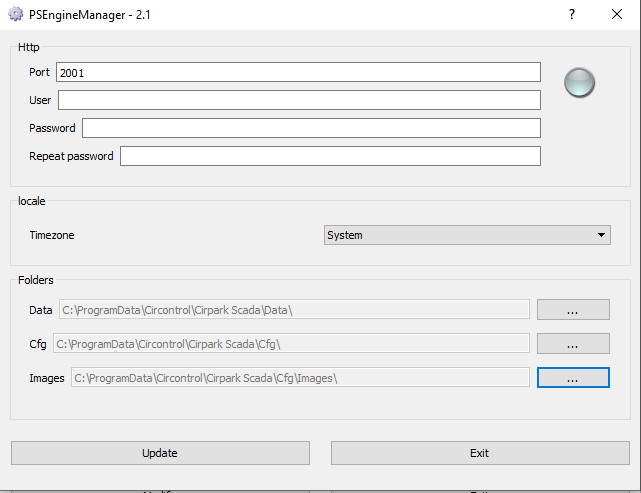 PSEngineManager - 2.1
?
Http
Port 2001
User
Password
Repeat password
locale
Timezone System
Folders
Data C:\ProgramData\Circontrol\Cirpark Scada\Data\ ...
Cfg C:\ProgramData\Circontrol\Cirpark Scada\Cfg\ ...
Images C:\ProgramData\Circontrol\Cirpark Scada\Cfg\Images\ ...
Update Exit